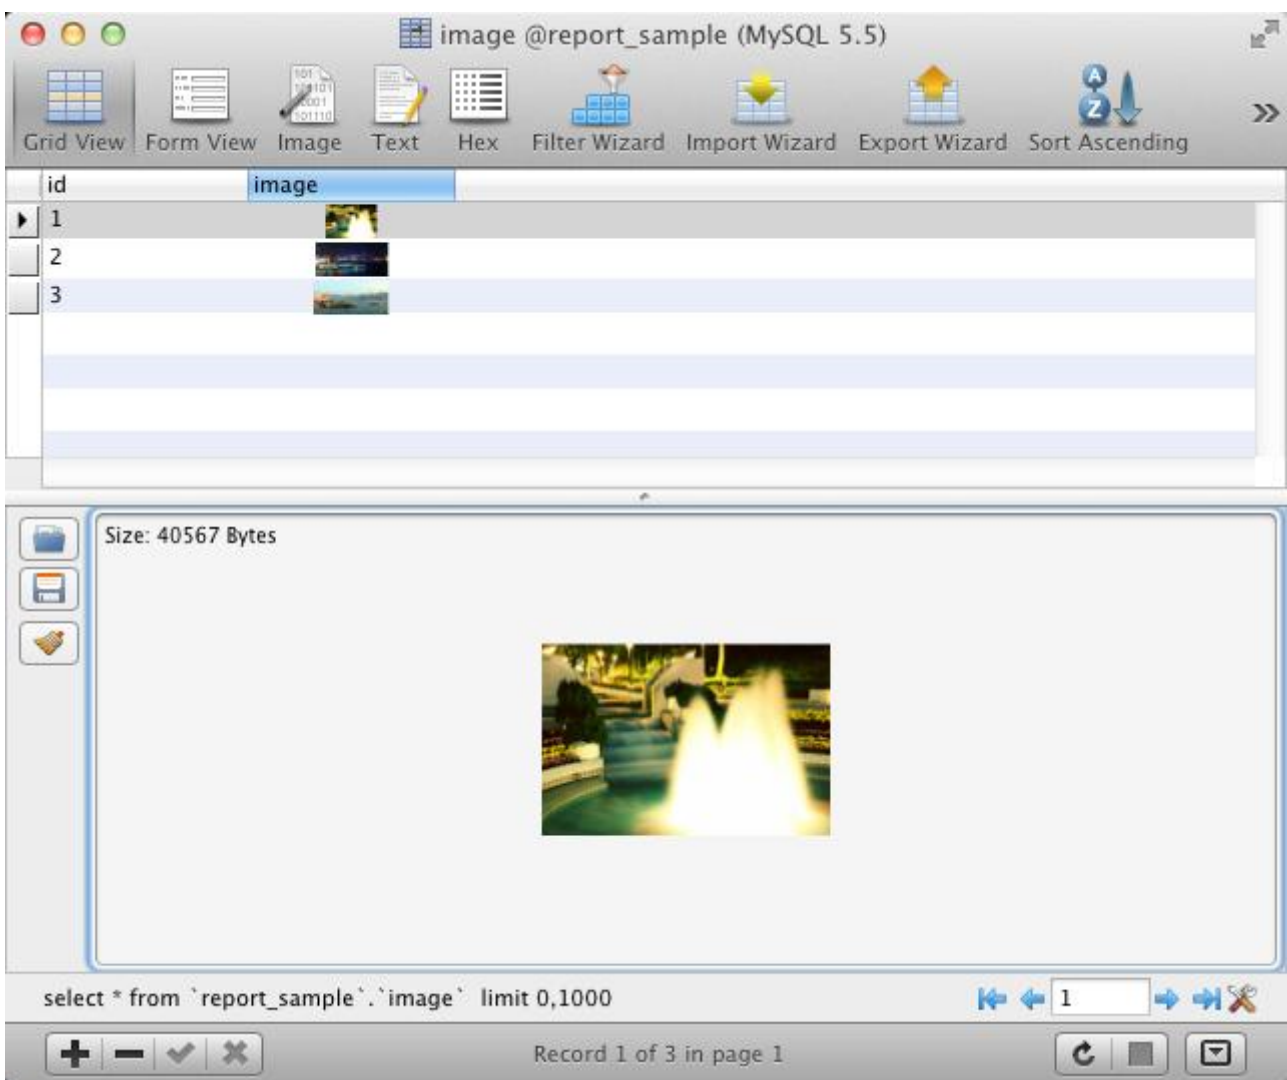 image @report_sample (MySQL 5.5)
Grid View Form View Image Text Hex Filter Wizard Import Wizard Export Wizard Sort Ascending
id image
1
2
3
Size: 40567 Bytes
select * from `report_sample`.`image` limit 0,1000
1
Record 1 of 3 in page 1